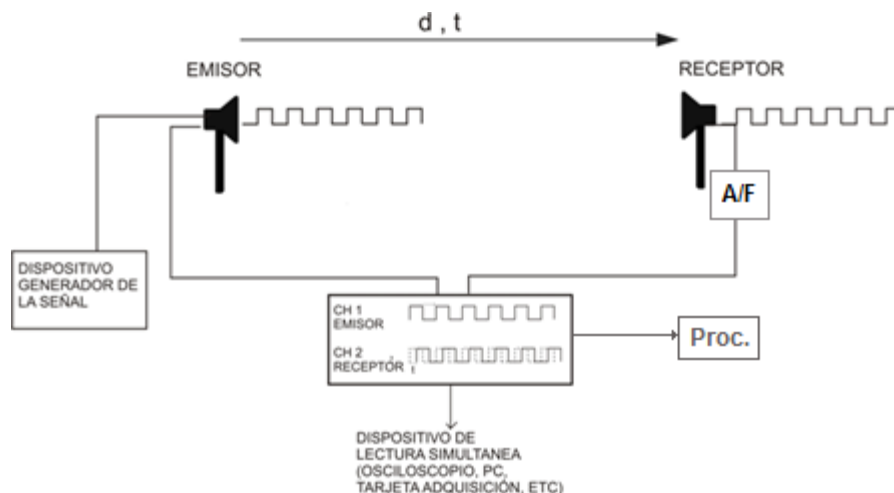 d , t
EMISOR
RECEPTOR
A/F
DISPOSITIVO
GENERADOR DE
LA SEÑAL
CH 1
EMISOR
CH 2
RECEPTOR
t
Proc.
DISPOSITIVO DE
LECTURA SIMULTANEA
(OSCILOSCOPIO, PC,
TARJETA ADQUISICIÓN, ETC)